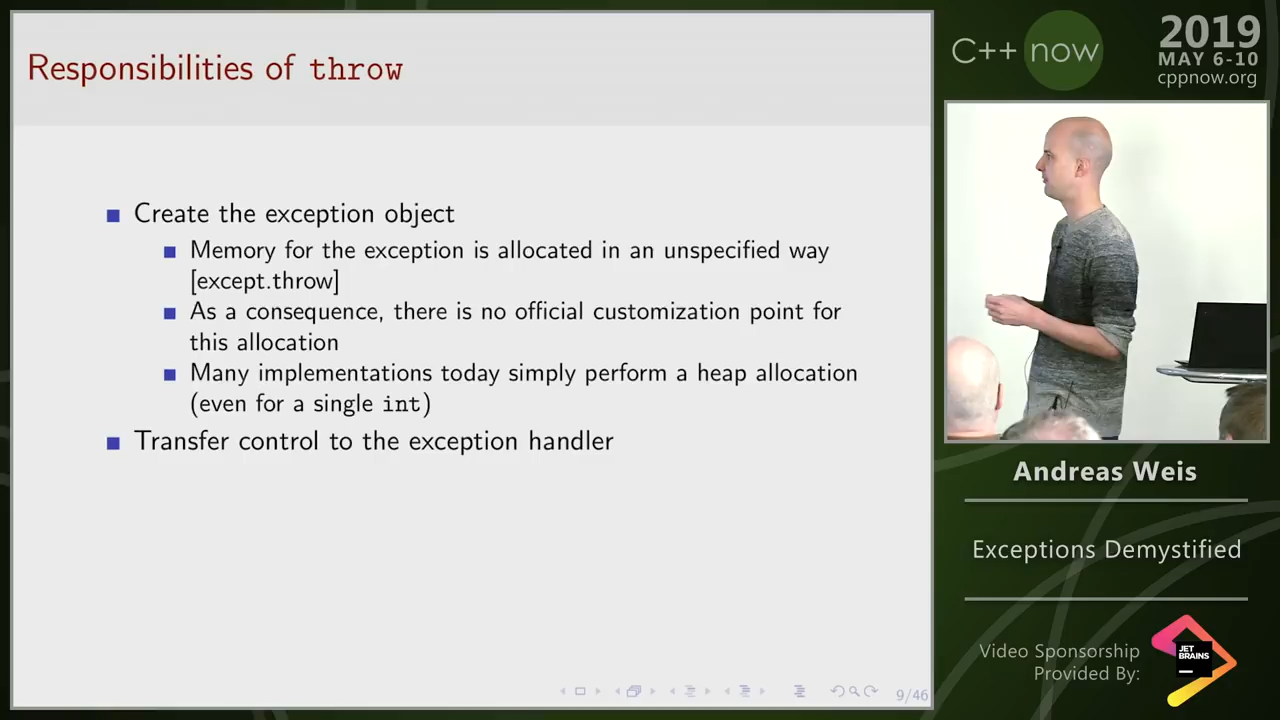 Responsibilities of throw
Create the exception object
Memory for the exception is allocated in an unspecified way
[except.throw]
As a consequence, there is no official customization point for
this allocation
Many implementations today simply perform a heap allocation
(even for a single int)
Transfer control to the exception handler
9/46
C++ now
2019
MAY 6-10
cppnow.org
Andreas Weis
Exceptions Demystified
Video Sponsorship
Provided By:
JET
BRAINS